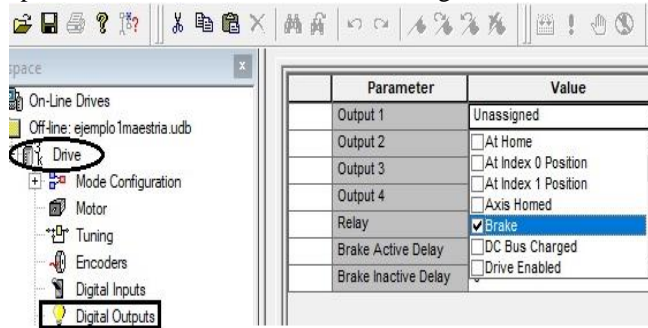 space
On-Line Drives
Off-line: ejemplo1maestria.udb
Drive
Mode Configuration
Motor
Tuning
Encoders
Digital Inputs
Digital Outputs
Parameter Value
Output 1 Unassigned
Output 2 At Home
Output 3 At Index 0 Position
At Index 1 Position
Output 4 Axis Homed
Relay Brake
Brake Active Delay DC Bus Charged
Brake Inactive Delay Drive Enabled